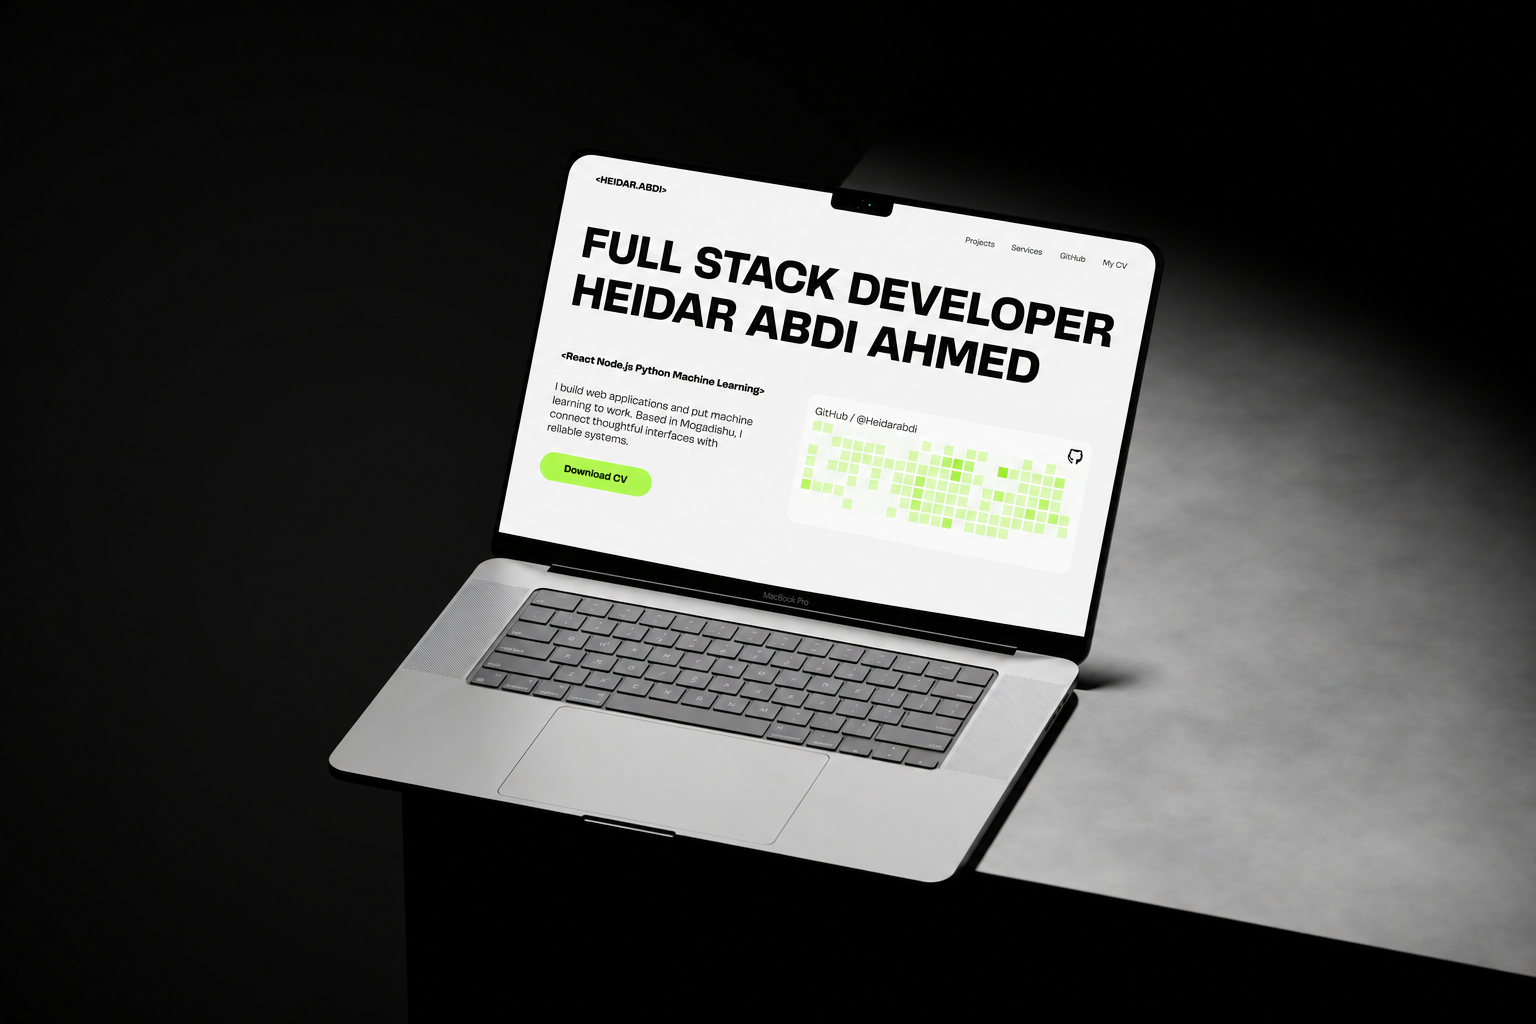 <HEIDAR.ABDI>
Projects Services GitHub My CV
FULL STACK DEVELOPER
HEIDAR ABDI AHMED
<React Node.js Python Machine Learning>
I build web applications and put machine
learning to work. Based in Mogadishu, I
connect thoughtful interfaces with
reliable systems.
Download CV
GitHub / @Heidarabdi
MacBook Pro